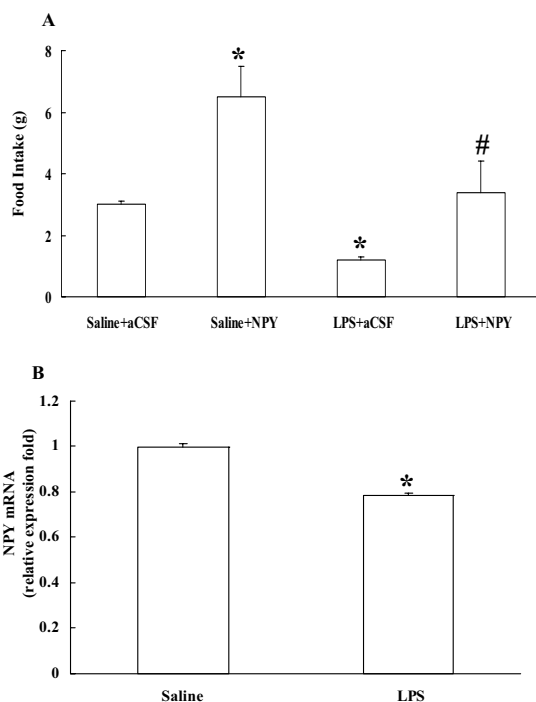 A
Food Intake (g)
8
6
4
2
0
*
*
#
Saline+aCSF Saline+NPY LPS+aCSF LPS+NPY
B
NPY mRNA
(relative expression fold)
1.2
1
0.8
0.6
0.4
0.2
0
*
Saline LPS